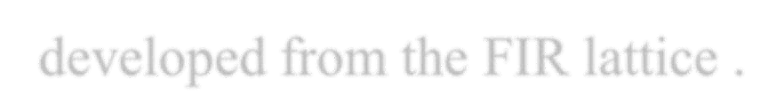 developed from the FIR lattice .